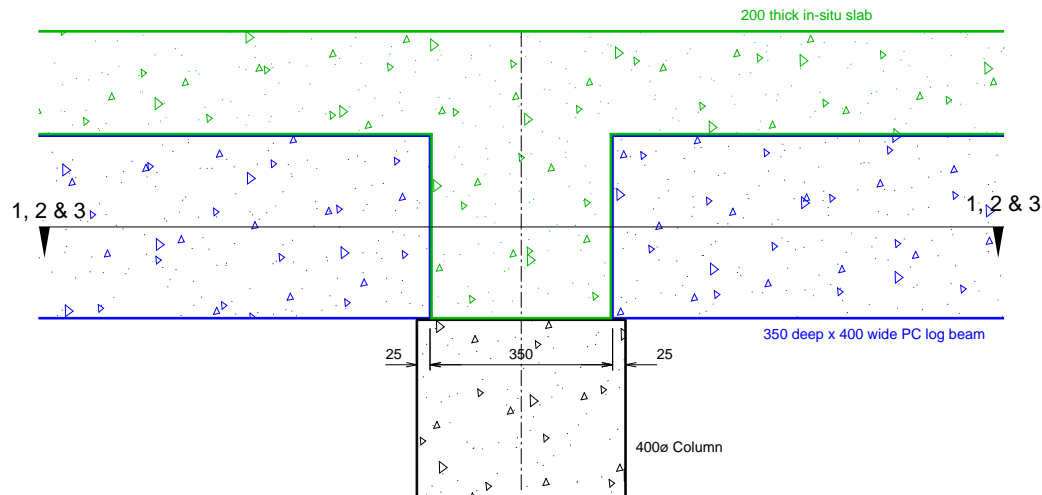 200 thick in-situ slab
1, 2 & 3
1, 2 & 3
350 deep x 400 wide PC log beam
25
350
25
400ø Column